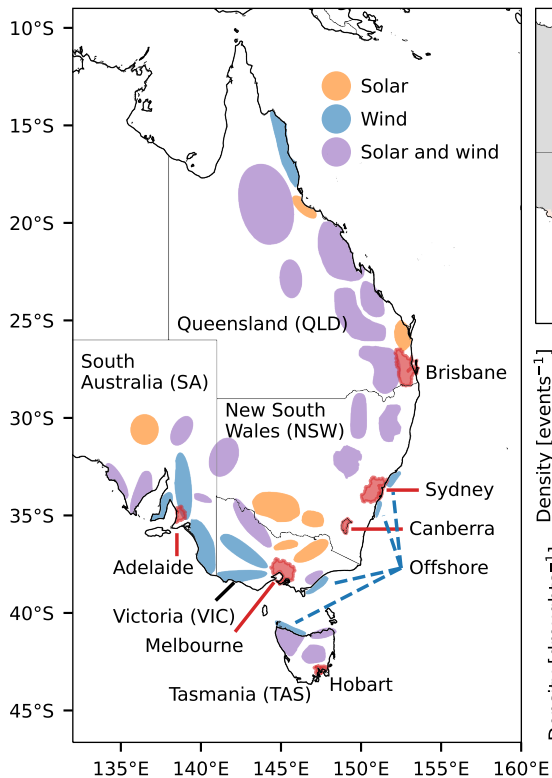 10°S
15°S
20°S
25°S
30°S
35°S
40°S
45°S
Solar
Wind
Solar and wind
Queensland (QLD)
South
Australia (SA)
New South
Wales (NSW)
Brisbane
Sydney
Canberra
Offshore
Adelaide
Victoria (VIC)
Melbourne
Tasmania (TAS)
Hobart
135°E
140°E
145°E
150°E
155°E
160°E
Density [events⁻¹]